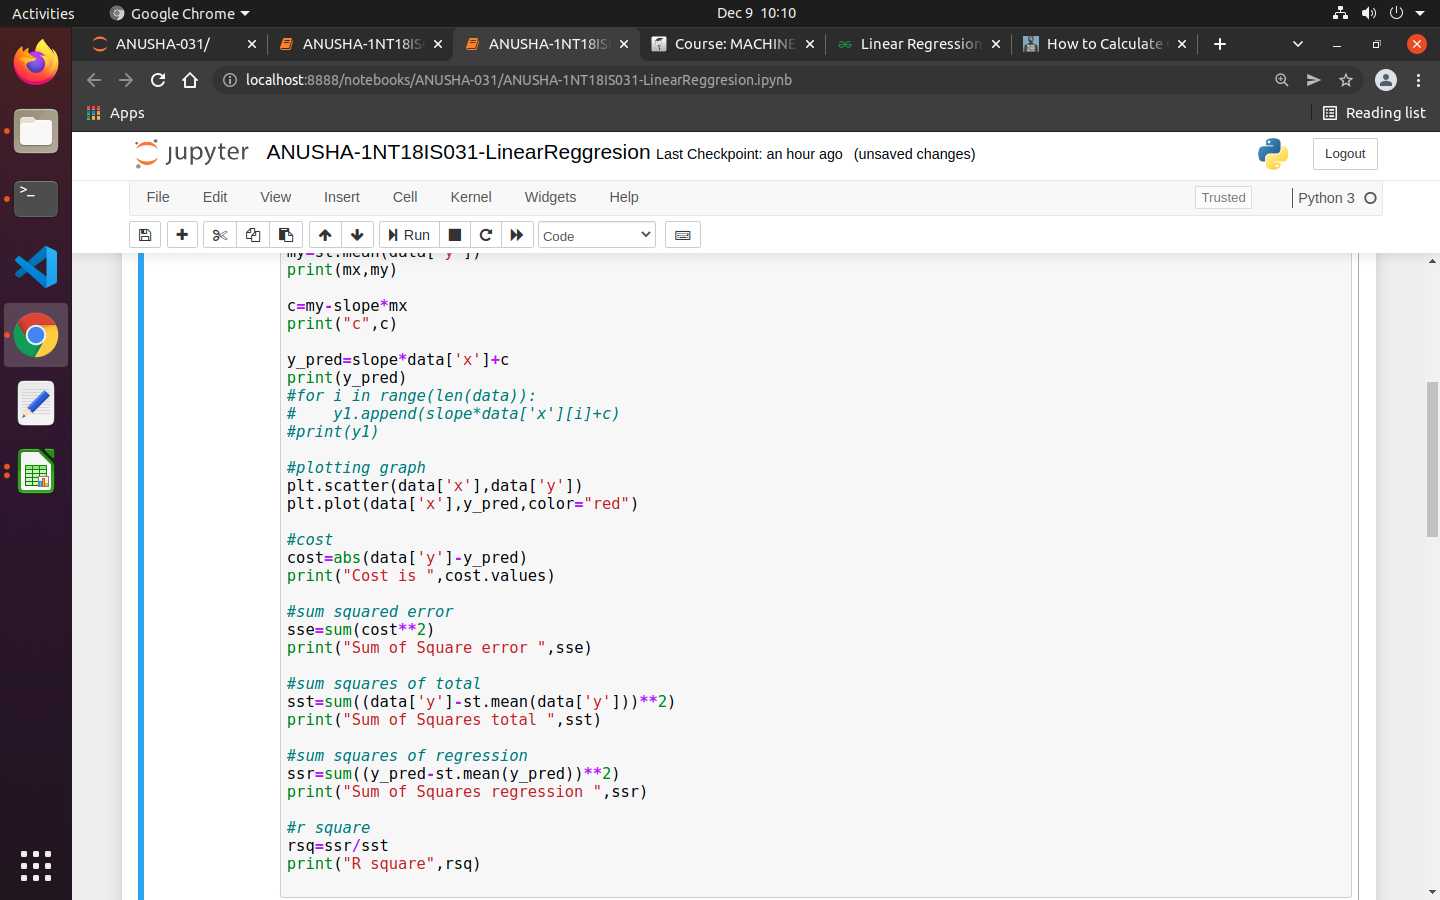 Activities
Google Chrome
Dec 9 10:10
ANUSHA-031/
ANUSHA-1NT18IS
ANUSHA-1NT18IS
Course: MACHINE
Linear Regression
How to Calculate
localhost:8888/notebooks/ANUSHA-031/ANUSHA-1NT18IS031-LinearReggresion.ipynb
Apps
Reading list
jupyter
ANUSHA-1NT18IS031-LinearReggresion Last Checkpoint: an hour ago (unsaved changes)
Logout
File Edit View Insert Cell Kernel Widgets Help
Trusted
Python 3
Run
Code
my=st.mean(data['y'])
print(mx,my)
c=my-slope*mx
print("c",c)
y_pred=slope*data['x']+c
print(y_pred)
#for i in range(len(data)):
#    y1.append(slope*data['x'][i]+c)
#print(y1)
#plotting graph
plt.scatter(data['x'],data['y'])
plt.plot(data['x'],y_pred,color="red")
#cost
cost=abs(data['y']-y_pred)
print("Cost is ",cost.values)
#sum squared error
sse=sum(cost**2)
print("Sum of Square error ",sse)
#sum squares of total
sst=sum((data['y']-st.mean(data['y']))**2)
print("Sum of Squares total ",sst)
#sum squares of regression
ssr=sum((y_pred-st.mean(y_pred))**2)
print("Sum of Squares regression ",ssr)
#r square
rsq=ssr/sst
print("R square",rsq)